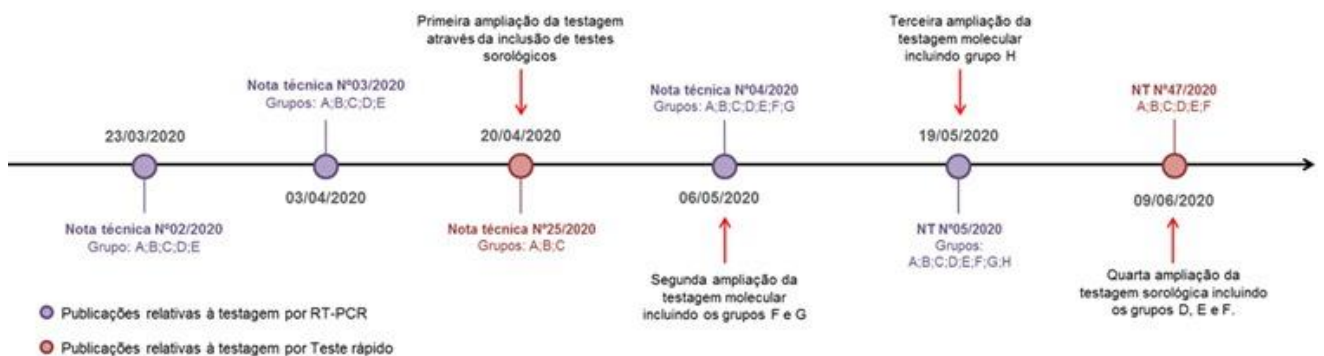 Primeira ampliação da testagem
através da inclusão de testes
sorológicos
Terceira ampliação da
testagem molecular
incluindo grupo H
Nota técnica Nº03/2020
Grupos: A;B;C;D;E
Nota técnica Nº04/2020
Grupos: A;B;C;D;E;F;G
NT Nº47/2020
A;B;C;D;E;F
23/03/2020
20/04/2020
19/05/2020
03/04/2020
06/05/2020
09/06/2020
Nota técnica Nº02/2020
Grupo: A;B;C;D;E
Nota técnica Nº25/2020
Grupos: A;B;C
NT Nº05/2020
Grupos:
A;B;C;D;E;F;G;H
Segunda ampliação da
testagem molecular
incluindo os grupos F e G
Quarta ampliação da
testagem sorológica incluindo
os grupos D, E e F.
Publicações relativas à testagem por RT-PCR
Publicações relativas à testagem por Teste rápido